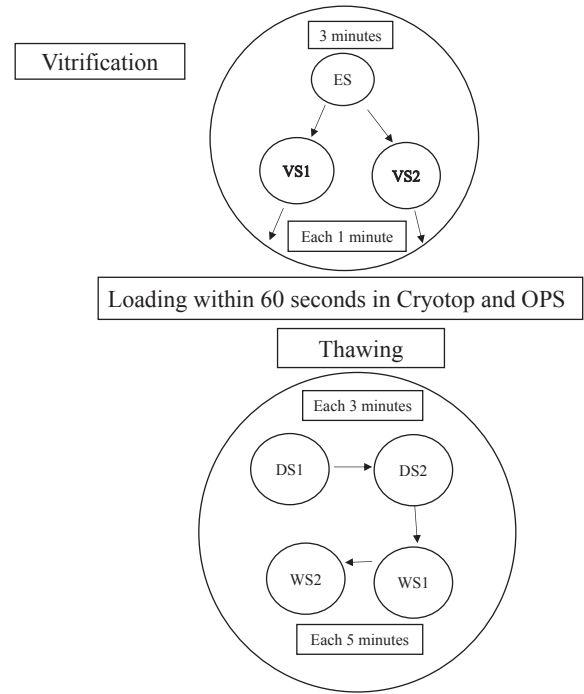 3 minutes
Vitrification
ES
VS1
VS2
Each 1 minute
Loading within 60 seconds in Cryotop and OPS
Thawing
Each 3 minutes
DS1
DS2
WS2
WS1
Each 5 minutes